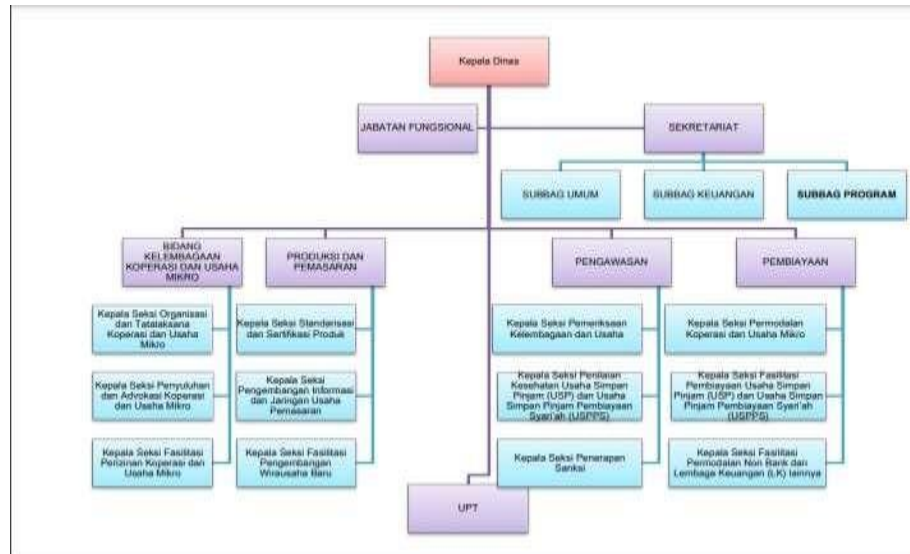 Kepala Dinas
JABATAN FUNGSIONAL
SEKRETARIAT
SUBBAG UMUM
SUBBAG KEUANGAN
SUBBAG PROGRAM
BIDANG
KELEMBAGAAN
KOPERASI DAN USAHA
MIKRO
PRODUKSI DAN
PEMASARAN
PENGAWASAN
PEMBIAYAAN
Kepala Seksi Organisasi
dan Tatalaksana
Koperasi dan Usaha
Mikro
Kepala Seksi Standarisasi
dan Sertifikasi Produk
Kepala Seksi Pemeriksaan
Kelembagaan dan Usaha
Kepala Seksi Permodalan
Koperasi dan Usaha Mikro
Kepala Seksi Penyuluhan
dan Advokasi Koperasi
dan Usaha Mikro
Kepala Seksi
Pengembangan Informasi
dan Jaringan Usaha
Pemasaran
Kepala Seksi Penilaian
Kesehatan Usaha Simpan
Pinjam (USP) dan Usaha
Simpan Pinjam Pembiayaan
Syari'ah (USPPS)
Kepala Seksi Fasilitasi
Pembiayaan Usaha Simpan
Pinjam (USP) dan Usaha
Simpan Pinjam Pembiayaan
Syari'ah (USPPS)
Kepala Seksi Fasilitasi
Perizinan Koperasi dan
Usaha Mikro
Kepala Seksi Fasilitasi
Pengembangan
Wirausaha Baru
Kepala Seksi Penerapan
Sanksi
Kepala Seksi Fasilitasi
Permodalan Non Bank dan
Lembaga Keuangan (LK) lainnya
UPT